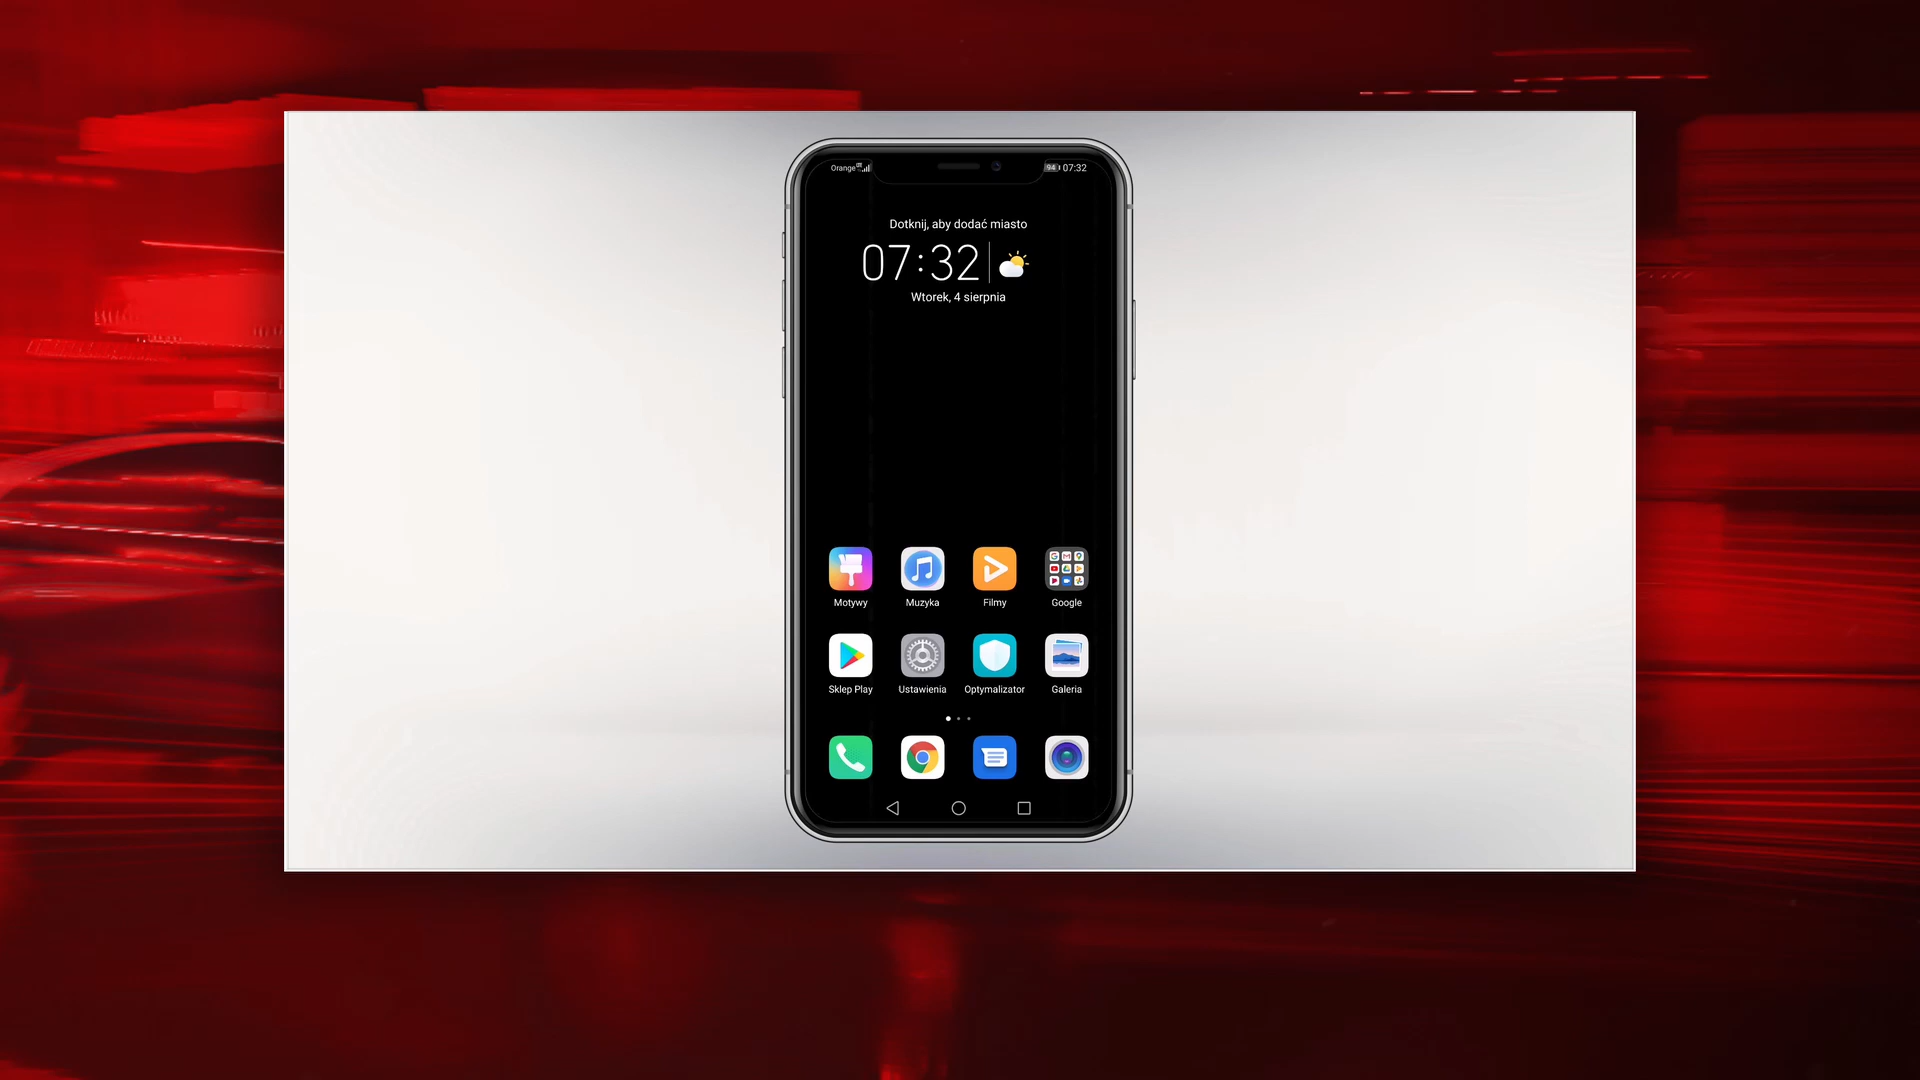 Orange
94 07:32
Dotknij, aby dodać miasto
07:32
Wtorek, 4 sierpnia
Motywy Muzyka Filmy Google
Sklep Play Ustawienia Optymalizator Galeria